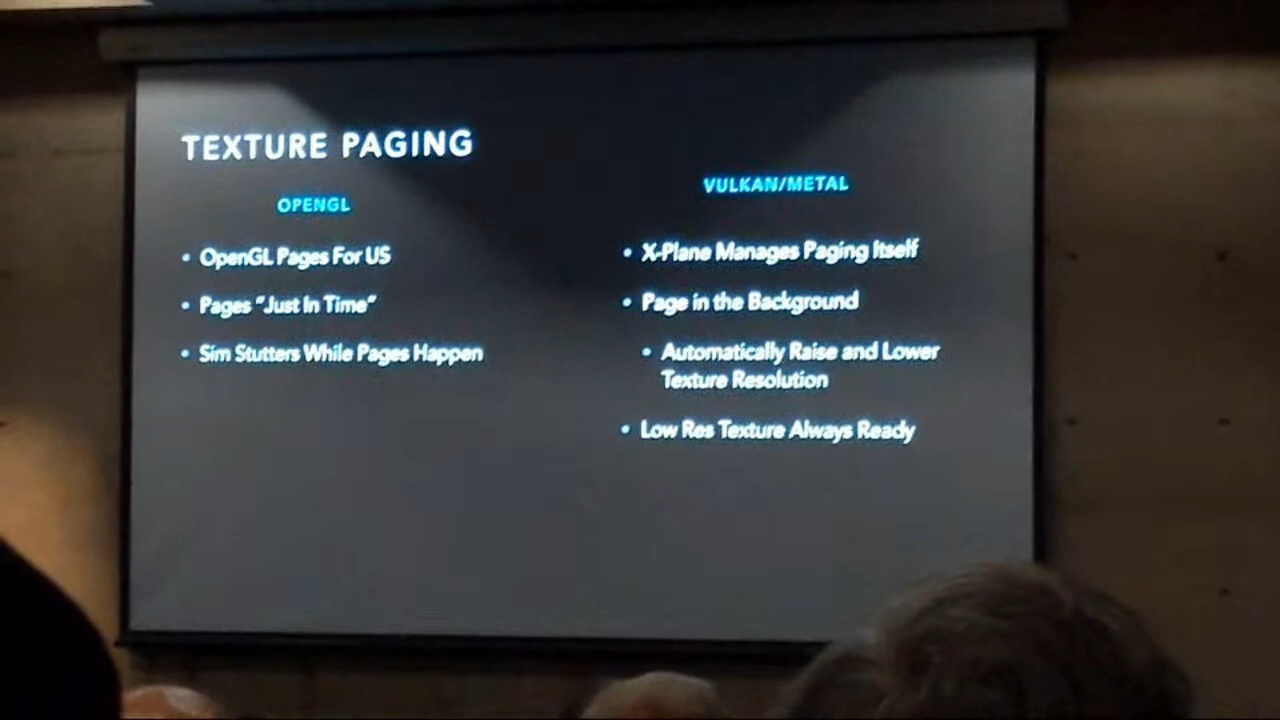 TEXTURE PAGING
OPENGL
• OpenGL Pages For US
• Pages “Just In Time”
• Sim Stutters While Pages Happen
VULKAN/METAL
• X-Plane Manages Paging Itself
• Page in the Background
• Automatically Raise and Lower
Texture Resolution
• Low Res Texture Always Ready